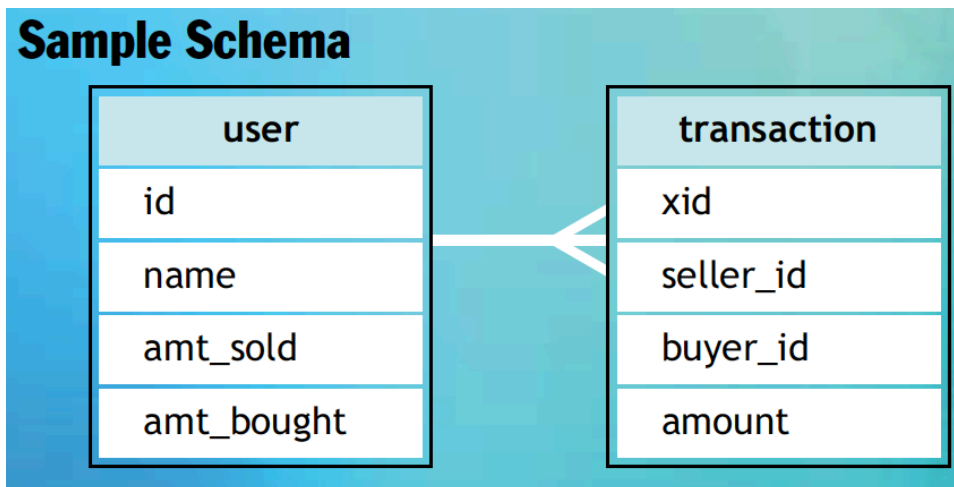 Sample Schema
user
id
name
amt_sold
amt_bought
transaction
xid
seller_id
buyer_id
amount